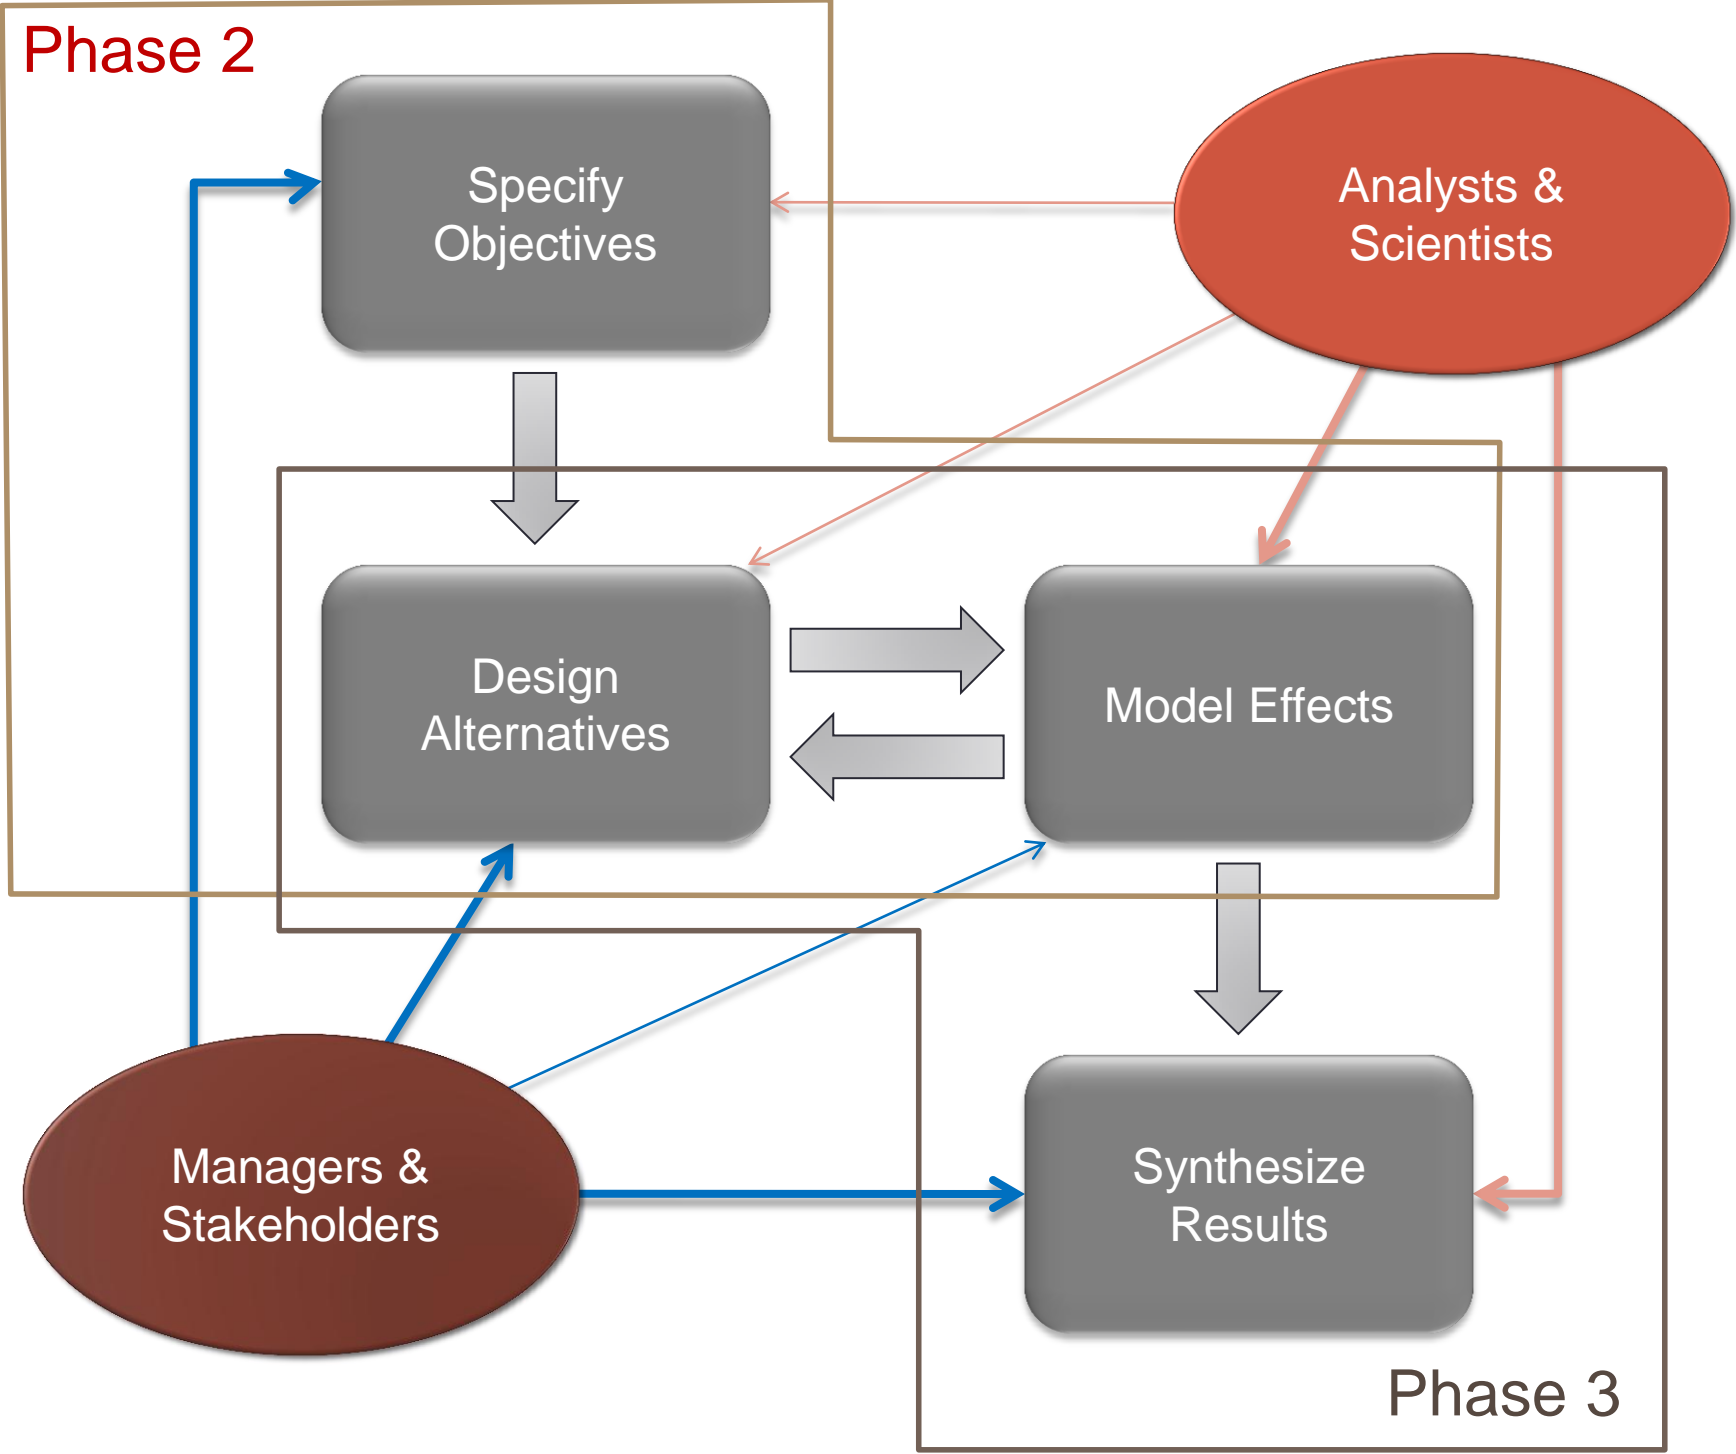 Phase 2
Specify
Objectives
Analysts &
Scientists
Design
Alternatives
Model Effects
Managers &
Stakeholders
Synthesize
Results
Phase 3